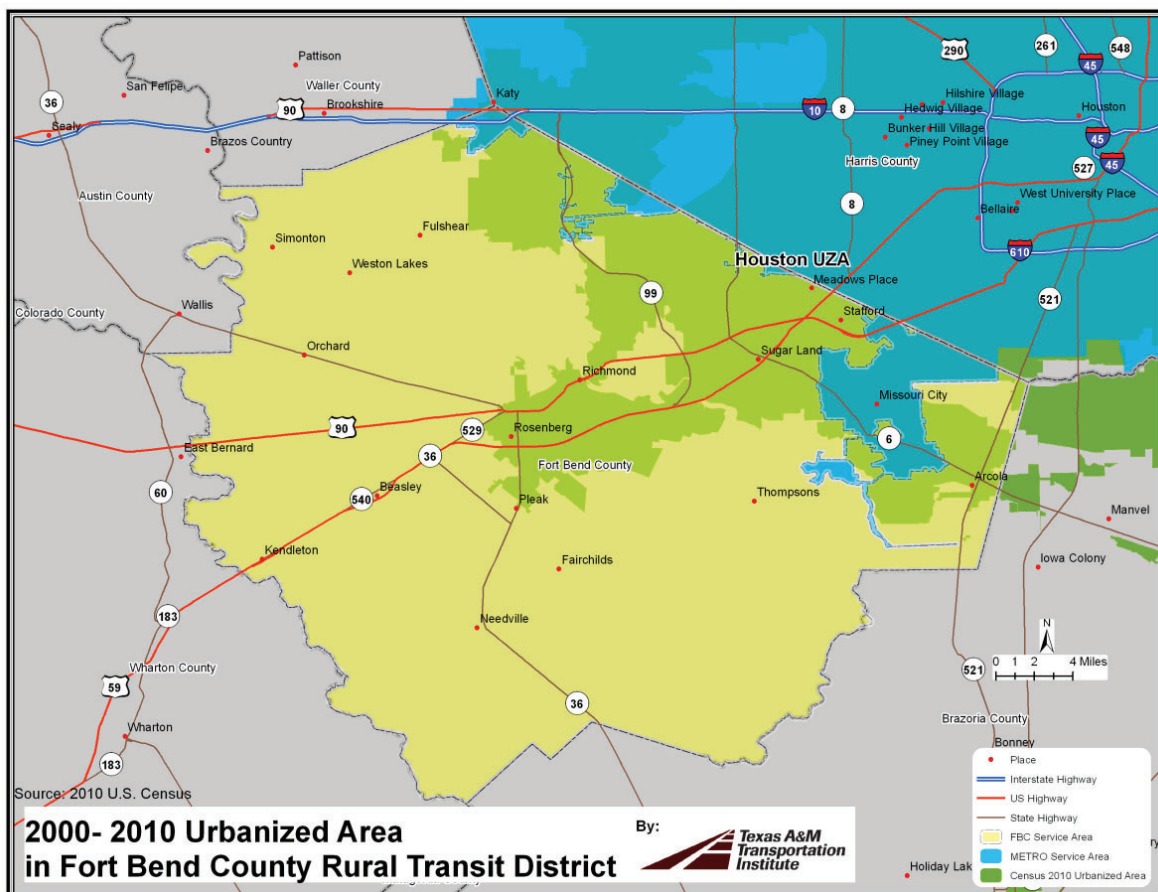 Pattison
290
261
548
45
San Felipe
Waller County
36
90
Brookshire
Katy
10
8
Hilshire Village
Hedwig Village
Houston
Sealy
Brazos Country
Bunker Hill Village
Piney Point Village
Harris County
45
45
527
Austin County
8
West University Place
Bellaire
Simonton
Fulshear
Weston Lakes
Houston UZA
610
Meadows Place
99
521
Colorado County
Wallis
Stafford
Orchard
Sugar Land
Richmond
Missouri City
90
529
Rosenberg
6
East Bernard
36
Fort Bend County
60
540
Beasley
Pleak
Thompsons
Arcola
Manvel
Kendleton
Fairchilds
Iowa Colony
183
Needville
N
0 1 2 4 Miles
Wharton County
59
521
36
Brazoria County
Wharton
Bonney
183
Place
Interstate Highway
US Highway
State Highway
FBC Service Area
METRO Service Area
Census 2010 Urbanized Area
Source: 2010 U.S. Census
2000- 2010 Urbanized Area
in Fort Bend County Rural Transit District
By:
Texas A&M
Transportation
Institute
Holiday Lak